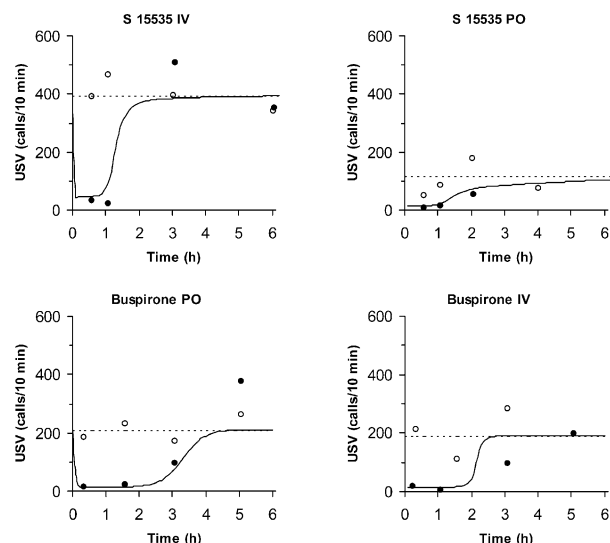 S 15535 IV
S 15535 PO
600
400
200
0
USV (calls/10 min)
0 1 2 3 4 5 6
Time (h)
600
400
200
0
USV (calls/10 min)
0 1 2 3 4 5 6
Time (h)
Buspirone PO
Buspirone IV
600
400
200
0
USV (calls/10 min)
0 1 2 3 4 5 6
Time (h)
600
400
200
0
USV (calls/10 min)
0 1 2 3 4 5 6
Time (h)